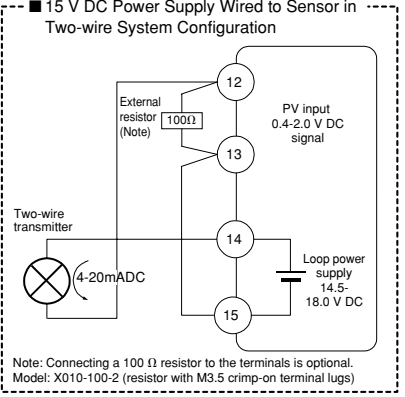 ■ 15 V DC Power Supply Wired to Sensor in
Two-wire System Configuration
12
External
resistor
(Note)
100Ω
PV input
0.4-2.0 V DC
signal
13
Two-wire
transmitter
14
4-20mADC
Loop power
supply
14.5-
18.0 V DC
15
Note: Connecting a 100 Ω resistor to the terminals is optional.
Model: X010-100-2 (resistor with M3.5 crimp-on terminal lugs)